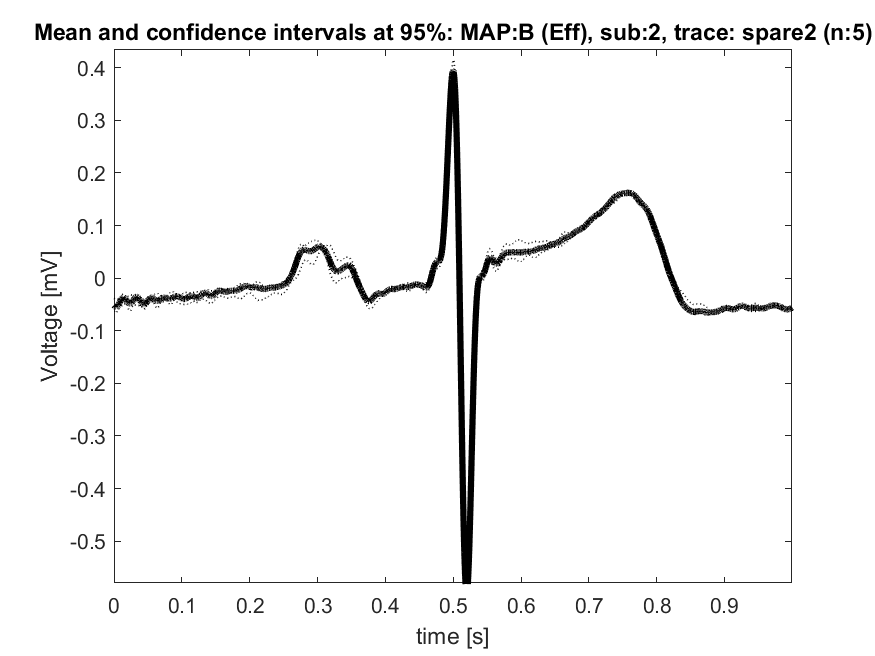 Mean and confidence intervals at 95%: MAP:B (Eff), sub:2, trace: spare2 (n:5)
0.4
0.3
0.2
0.1
0
-0.1
-0.2
-0.3
-0.4
-0.5
Voltage [mV]
0 0.1 0.2 0.3 0.4 0.5 0.6 0.7 0.8 0.9
time [s]